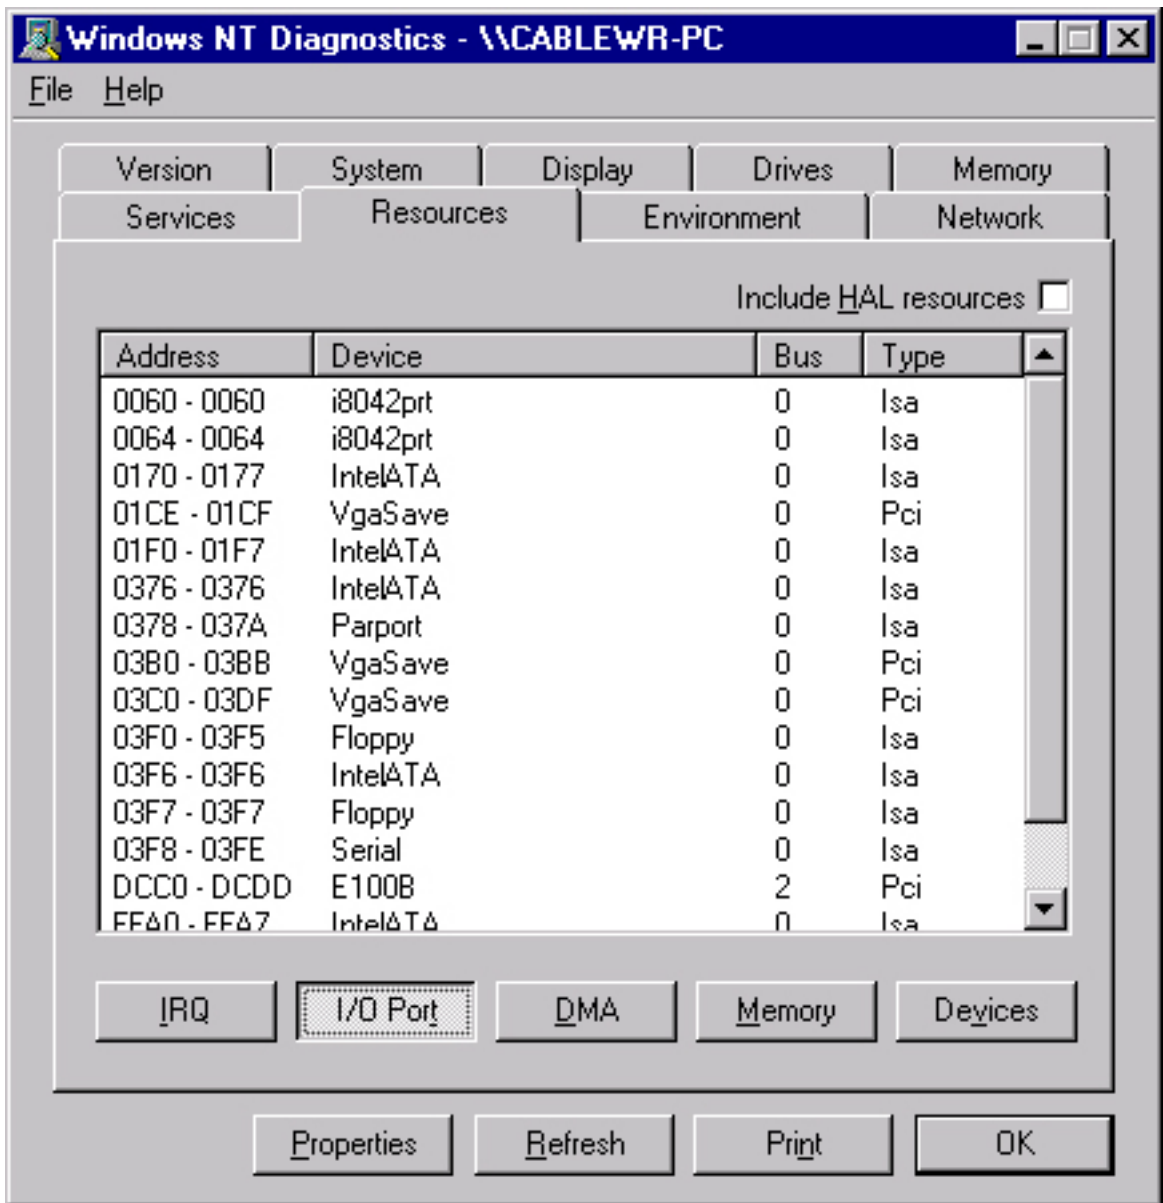 Windows NT Diagnostics - \\CABLEWR-PC
File Help
Version System Display Drives Memory
Services Resources Environment Network
Include HAL resources
Address Device Bus Type
0060 - 0060 i8042prt 0 Isa
0064 - 0064 i8042prt 0 Isa
0170 - 0177 IntelATA 0 Isa
01CE - 01CF VgaSave 0 Pci
01F0 - 01F7 IntelATA 0 Isa
0376 - 0376 IntelATA 0 Isa
0378 - 037A Parport 0 Isa
03B0 - 03BB VgaSave 0 Pci
03C0 - 03DF VgaSave 0 Pci
03F0 - 03F5 Floppy 0 Isa
03F6 - 03F6 IntelATA 0 Isa
03F7 - 03F7 Floppy 0 Isa
03F8 - 03FE Serial 0 Isa
DCC0 - DCDD E100B 2 Pci
FFA0 - FFA7 IntelATA 0 Isa
IRQ I/O Port DMA Memory Devices
Properties Refresh Print OK